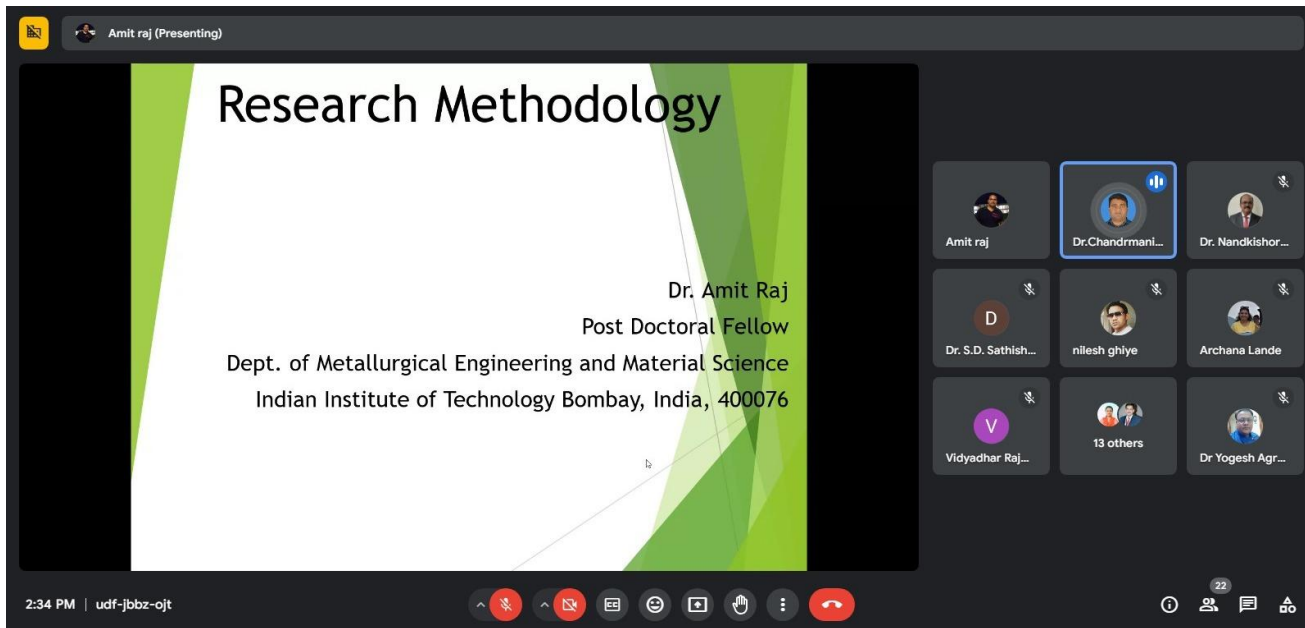 Amit raj (Presenting)
Research Methodology
Dr. Amit Raj
Post Doctoral Fellow
Dept. of Metallurgical Engineering and Material Science
Indian Institute of Technology Bombay, India, 400076
Amit raj
Dr.Chandrmani...
Dr. Nandkishor...
D
Dr. S.D. Sathish...
nilesh ghiye
Archana Lande
V
Vidyadhar Raj...
13 others
Dr Yogesh Agr...
2:34 PM | udf-jbbz-ojt
CC
22